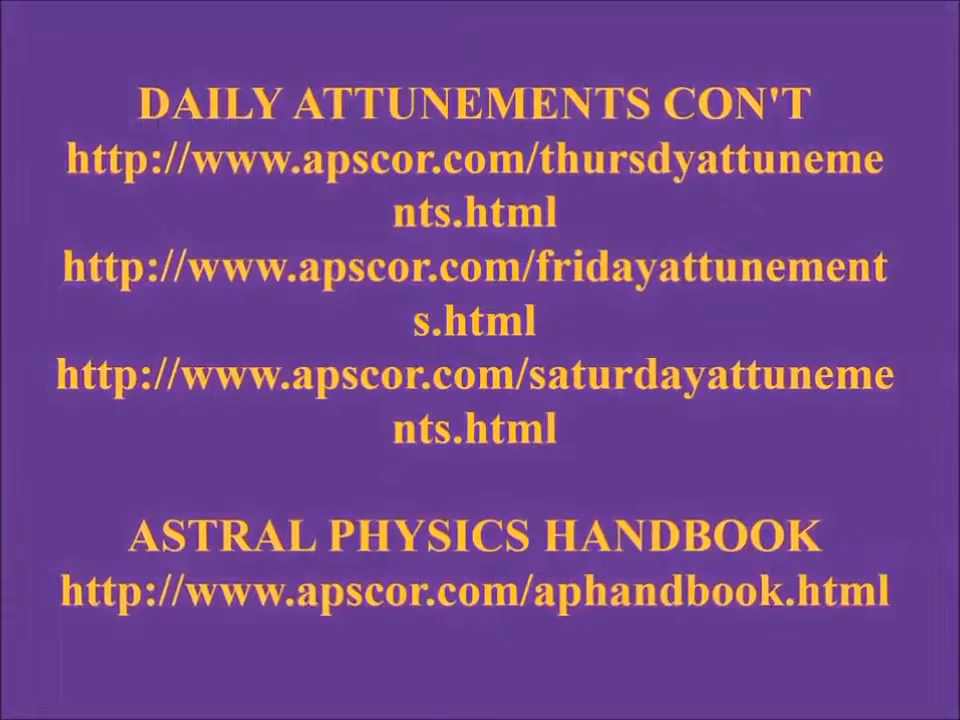 DAILY ATTUNEMENTS CON'T
http://www.apscor.com/thursdyattuneme
nts.html
http://www.apscor.com/fridayattunement
s.html
http://www.apscor.com/saturdayattuneme
nts.html
ASTRAL PHYSICS HANDBOOK
http://www.apscor.com/aphandbook.html